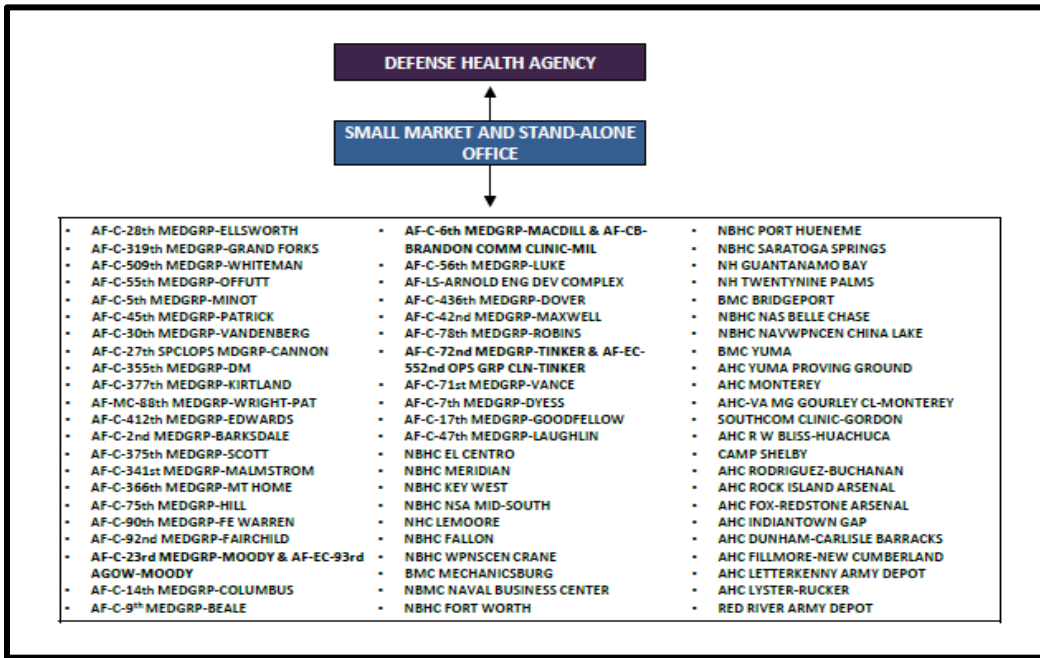 DEFENSE HEALTH AGENCY
SMALL MARKET AND STAND-ALONE
OFFICE
• AF-C-28th MEDGRP-ELLSWORTH
• AF-C-319th MEDGRP-GRAND FORKS
• AF-C-509th MEDGRP-WHITEMAN
• AF-C-55th MEDGRP-OFFUTT
• AF-C-5th MEDGRP-MINOT
• AF-C-45th MEDGRP-PATRICK
• AF-C-30th MEDGRP-VANDENBERG
• AF-C-27th SPCLOPS MDGRP-CANNON
• AF-C-355th MEDGRP-DM
• AF-C-377th MEDGRP-KIRTLAND
• AF-MC-88th MEDGRP-WRIGHT-PAT
• AF-C-412th MEDGRP-EDWARDS
• AF-C-2nd MEDGRP-BARKSDALE
• AF-C-375th MEDGRP-SCOTT
• AF-C-341st MEDGRP-MALMSTROM
• AF-C-366th MEDGRP-MT HOME
• AF-C-75th MEDGRP-HILL
• AF-C-90th MEDGRP-FE WARREN
• AF-C-92nd MEDGRP-FAIRCHILD
• AF-C-23rd MEDGRP-MOODY & AF-EC-93rd
AGOW-MOODY
• AF-C-14th MEDGRP-COLUMBUS
• AF-C-9th MEDGRP-BEALE
• AF-C-6th MEDGRP-MACDILL & AF-CB-
BRANDON COMM CLINIC-MIL
• AF-C-56th MEDGRP-LUKE
• AF-LS-ARNOLD ENG DEV COMPLEX
• AF-C-436th MEDGRP-DOVER
• AF-C-42nd MEDGRP-MAXWELL
• AF-C-78th MEDGRP-ROBINS
• AF-C-72nd MEDGRP-TINKER & AF-EC-
552nd OPS GRP CLN-TINKER
• AF-C-71st MEDGRP-VANCE
• AF-C-7th MEDGRP-DYESS
• AF-C-17th MEDGRP-GOODFELLOW
• AF-C-47th MEDGRP-LAUGHLIN
• NBHC EL CENTRO
• NBHC MERIDIAN
• NBHC KEY WEST
• NBHC NSA MID-SOUTH
• NHC LEMOORE
• NBHC FALLON
• NBHC WPNSCEN CRANE
• BMC MECHANICSBURG
• NBMC NAVAL BUSINESS CENTER
• NBHC FORT WORTH
• NBHC PORT HUENEME
• NBHC SARATOGA SPRINGS
• NH GUANTANAMO BAY
• NH TWENTYNINE PALMS
• BMC BRIDGEPORT
• NBHC NAS BELLE CHASE
• NBHC NAVWPNCEN CHINA LAKE
• BMC YUMA
• AHC YUMA PROVING GROUND
• AHC MONTEREY
• AHC-VA MG GOURLEY CL-MONTEREY
• SOUTHCOM CLINIC-GORDON
• AHC R W BLISS-HUACHUCA
• CAMP SHELBY
• AHC RODRIGUEZ-BUCHANAN
• AHC ROCK ISLAND ARSENAL
• AHC FOX-REDSTONE ARSENAL
• AHC INDIANTOWN GAP
• AHC DUNHAM-CARLISLE BARRACKS
• AHC FILLMORE-NEW CUMBERLAND
• AHC LETTERKENNY ARMY DEPOT
• AHC LYSTER-RUCKER
• RED RIVER ARMY DEPOT